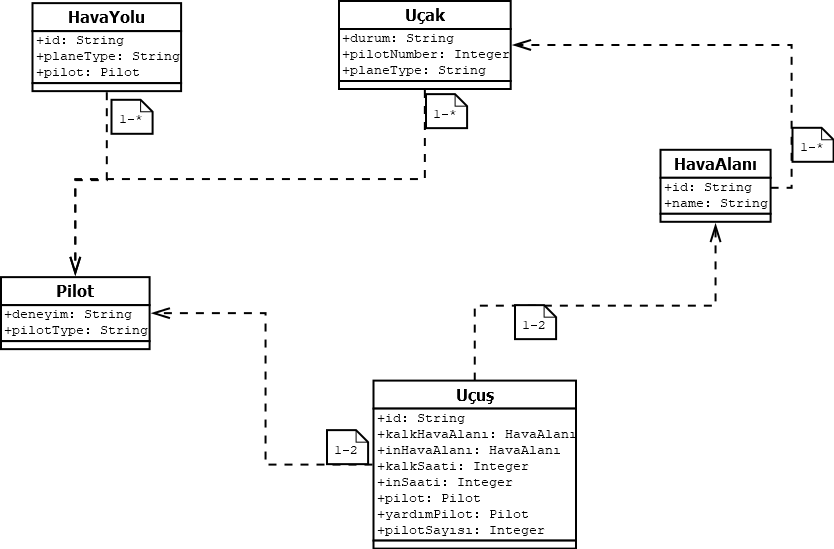 HavaYolu
+id: String
+planeType: String
+pilot: Pilot
1-*
Uçak
+durum: String
+pilotNumber: Integer
+planeType: String
1-*
1-*
HavaAlanı
+id: String
+name: String
Pilot
+deneyim: String
+pilotType: String
1-2
1-2
Uçuş
+id: String
+kalkHavaAlanı: HavaAlanı
+inHavaAlanı: HavaAlanı
+kalkSaati: Integer
+inSaati: Integer
+pilot: Pilot
+yardımPilot: Pilot
+pilotSayısı: Integer